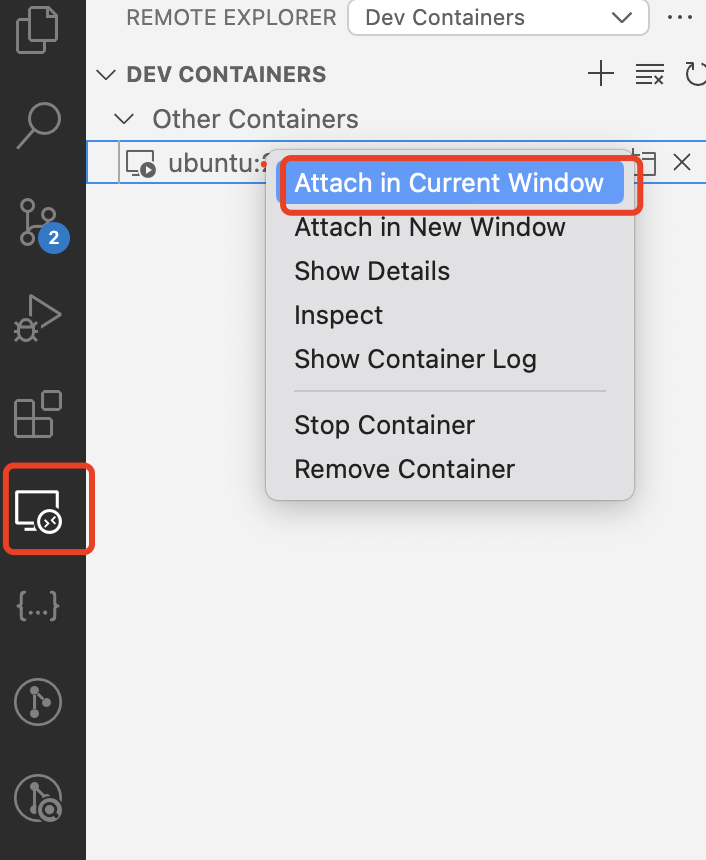 REMOTE EXPLORER Dev Containers
DEV CONTAINERS
Other Containers
ubuntu:
Attach in Current Window
Attach in New Window
Show Details
Inspect
Show Container Log
Stop Container
Remove Container
2
{...}